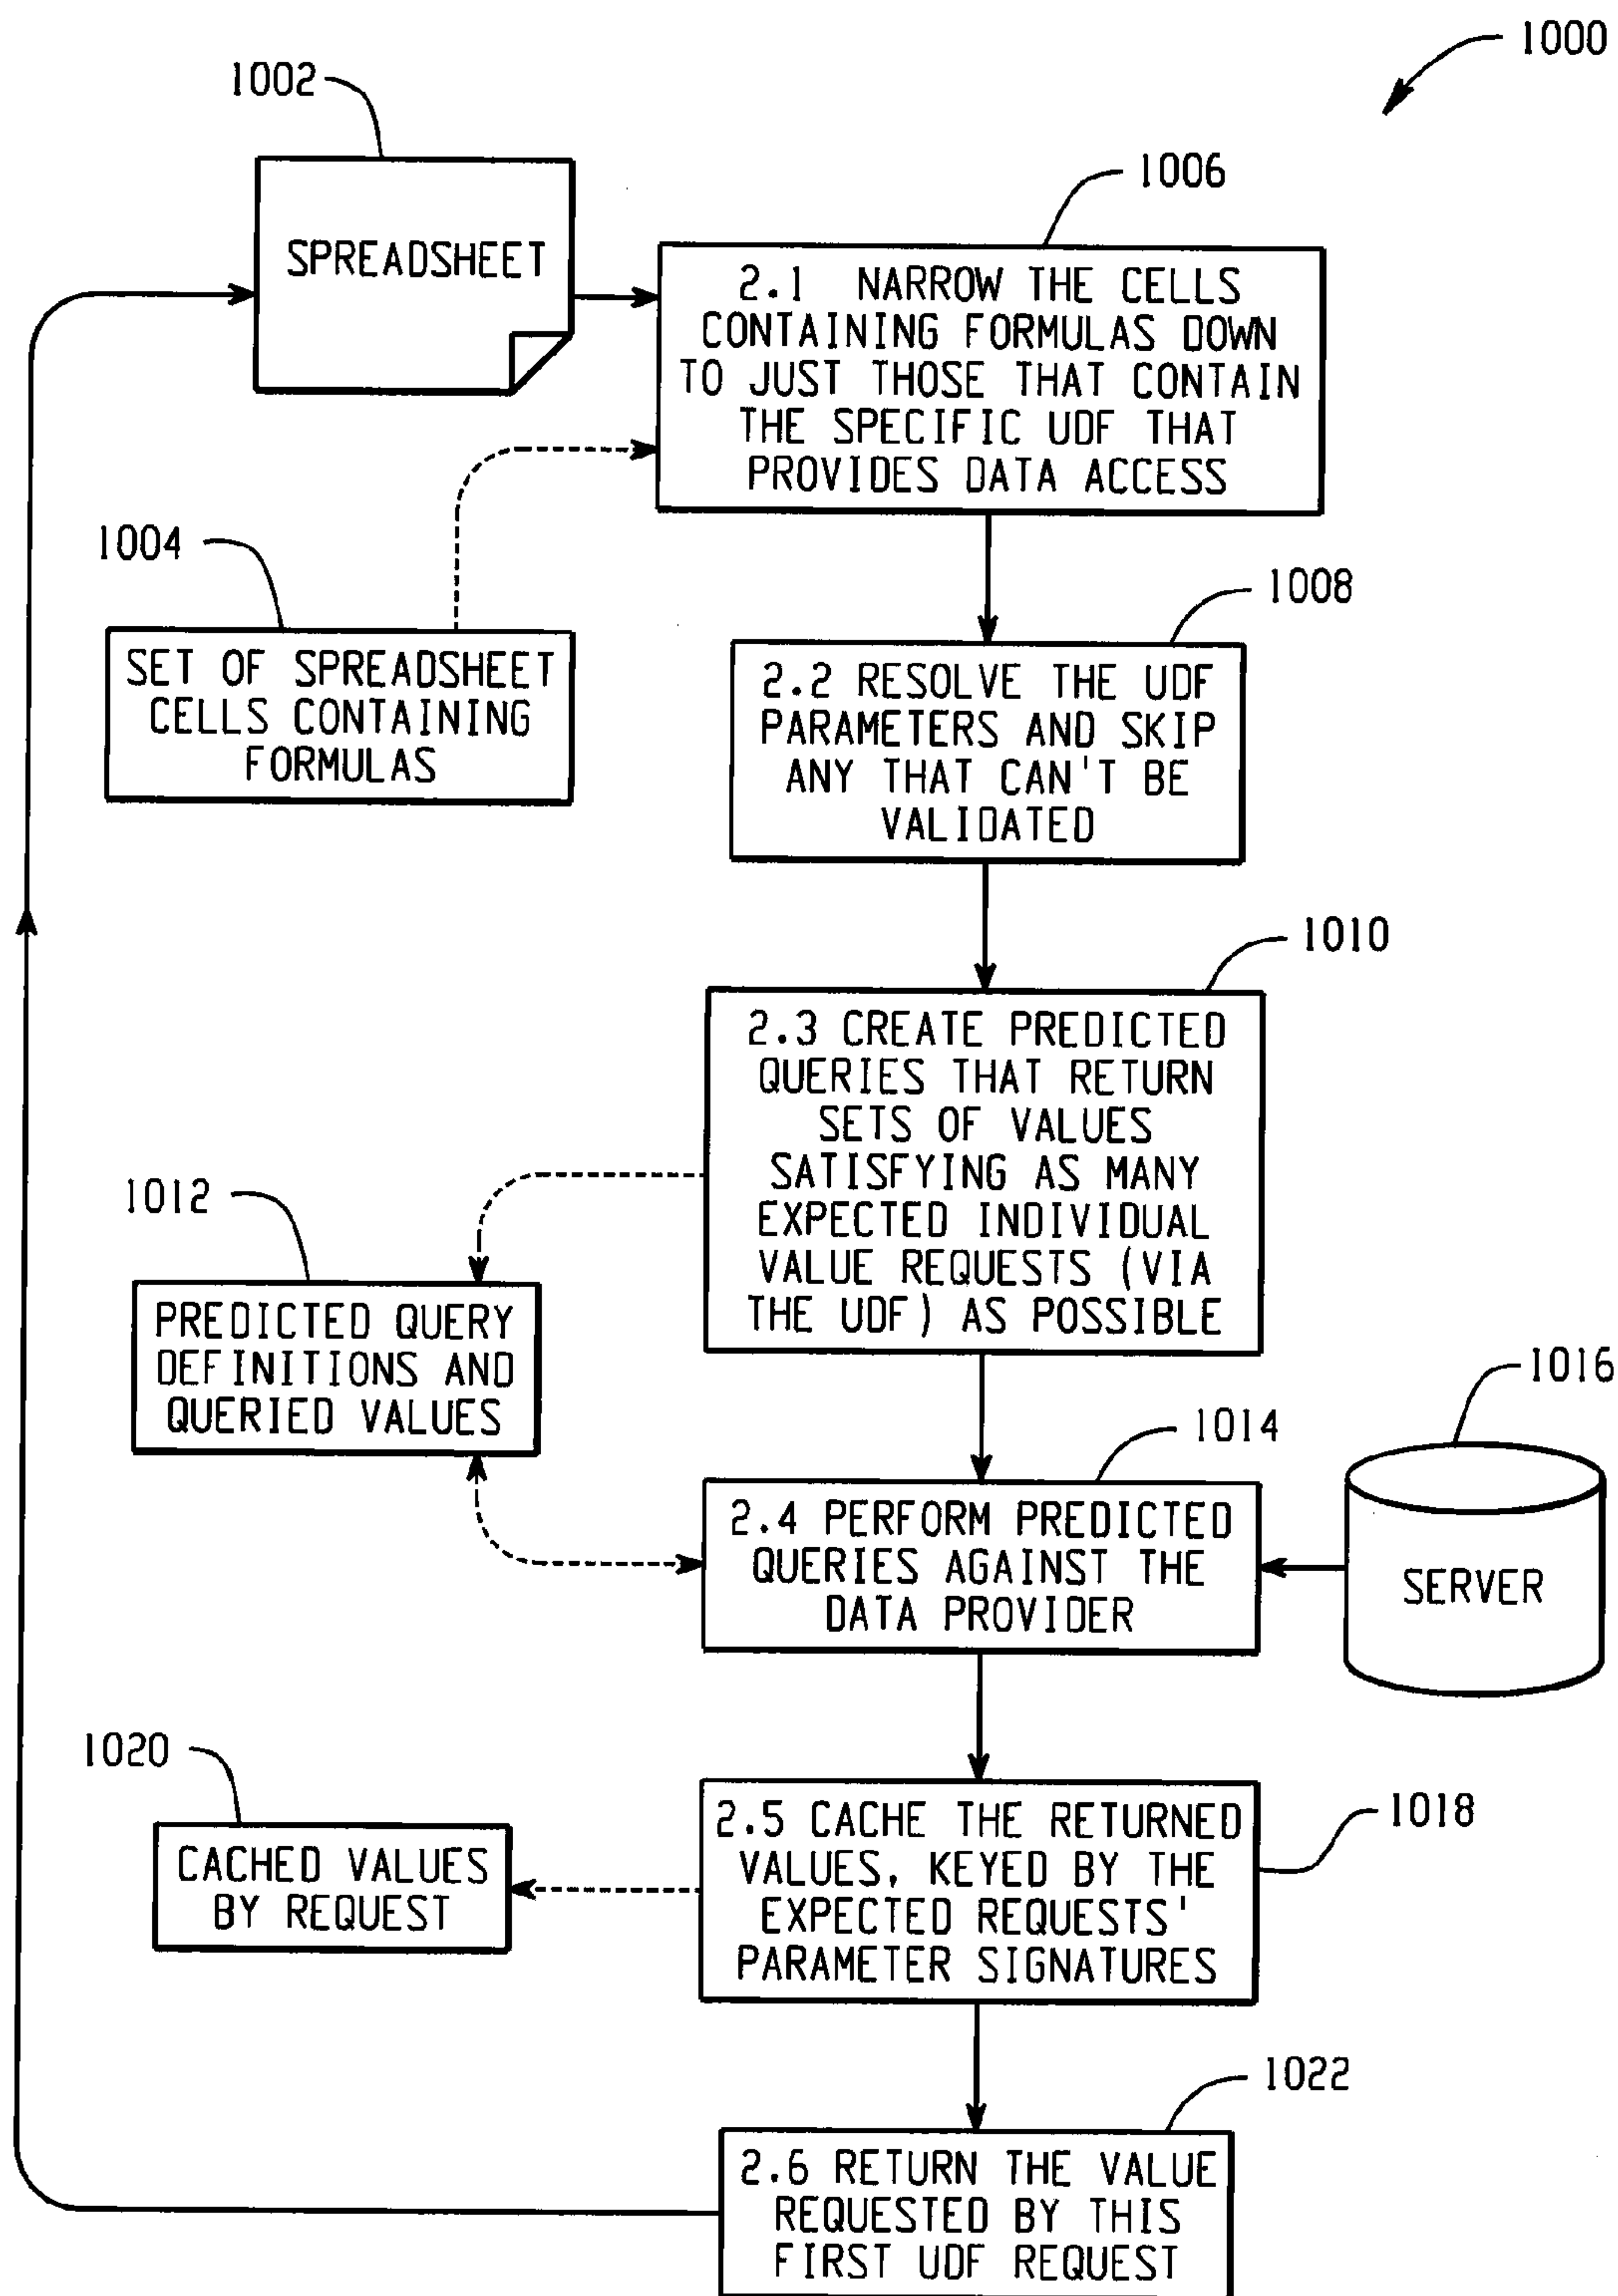 1000
1002
SPREADSHEET
1006
2.1 NARROW THE CELLS
CONTAINING FORMULAS DOWN
TO JUST THOSE THAT CONTAIN
THE SPECIFIC UDF THAT
PROVIDES DATA ACCESS
1004
SET OF SPREADSHEET
CELLS CONTAINING
FORMULAS
1008
2.2 RESOLVE THE UDF
PARAMETERS AND SKIP
ANY THAT CAN'T BE
VALIDATED
1010
2.3 CREATE PREDICTED
QUERIES THAT RETURN
SETS OF VALUES
SATISFYING AS MANY
EXPECTED INDIVIDUAL
VALUE REQUESTS (VIA
THE UDF) AS POSSIBLE
1012
PREDICTED QUERY
DEFINITIONS AND
QUERIED VALUES
1014
2.4 PERFORM PREDICTED
QUERIES AGAINST THE
DATA PROVIDER
1016
SERVER
1018
2.5 CACHE THE RETURNED
VALUES, KEYED BY THE
EXPECTED REQUESTS'
PARAMETER SIGNATURES
1020
CACHED VALUES
BY REQUEST
1022
2.6 RETURN THE VALUE
REQUESTED BY THIS
FIRST UDF REQUEST